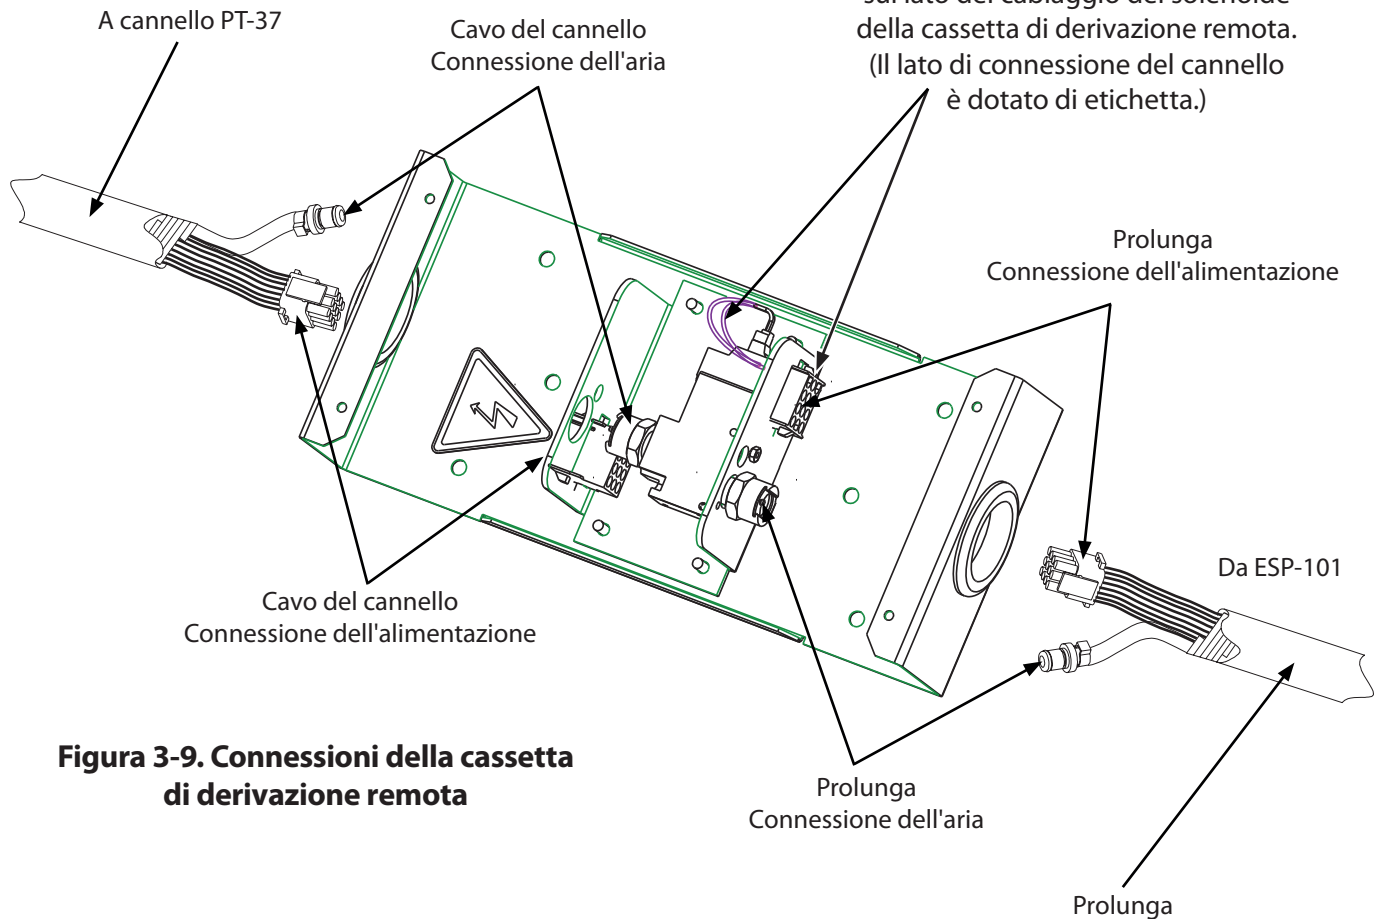 A cannello PT-37
Cavo del cannello
Connessione dell'aria
della cassetta di derivazione remota.
(Il lato di connessione del cannello
è dotato di etichetta.)
Prolunga
Connessione dell'alimentazione
Da ESP-101
Cavo del cannello
Connessione dell'alimentazione
Figura 3-9. Connessioni della cassetta
di derivazione remota
Prolunga
Connessione dell'aria
Prolunga